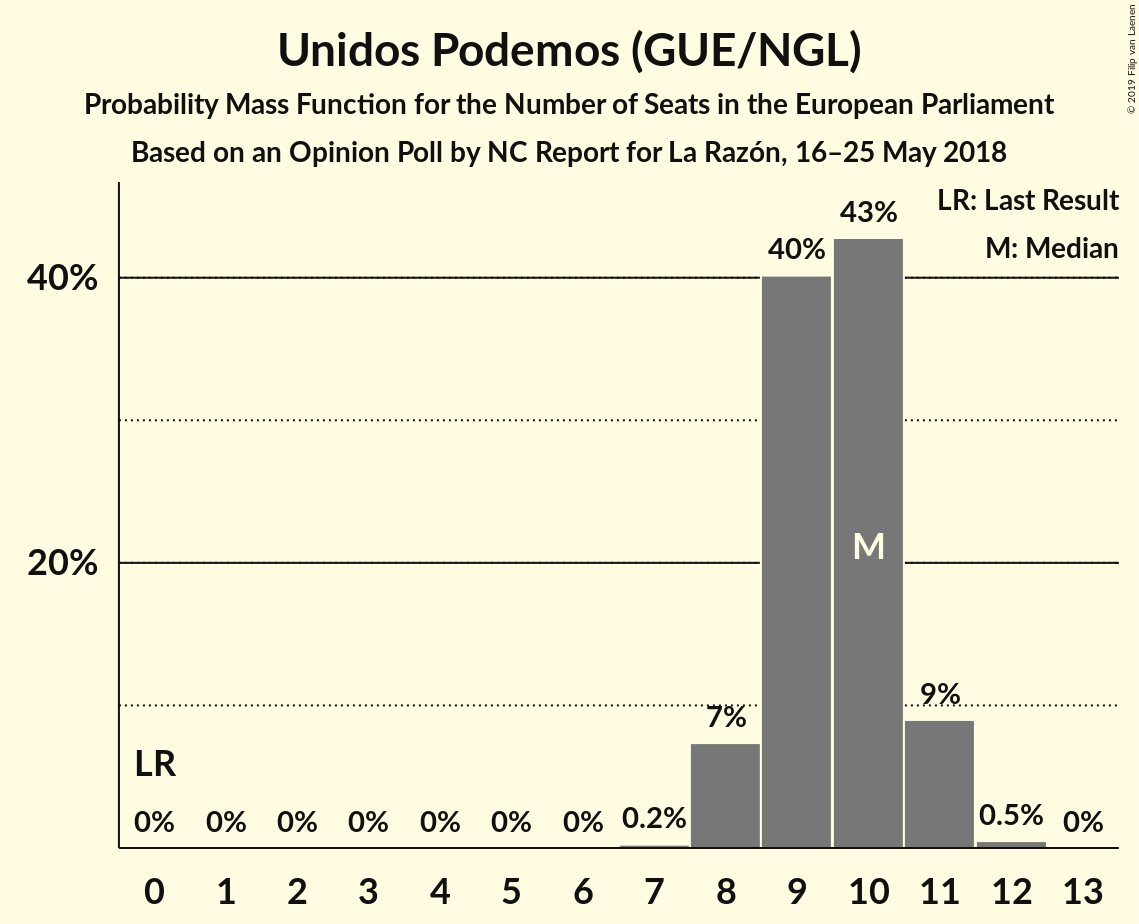 Unidos Podemos (GUE/NGL)
Probability Mass Function for the Number of Seats in the European Parliament
Based on an Opinion Poll by NC Report for La Razón, 16–25 May 2018
© 2019 Filip van Laenen
LR: Last Result
M: Median
43%
40%
40%
M
20%
9%
7%
LR
0% 0% 0% 0% 0% 0% 0% 0.2% 0.5% 0%
0 1 2 3 4 5 6 7 8 9 10 11 12 13